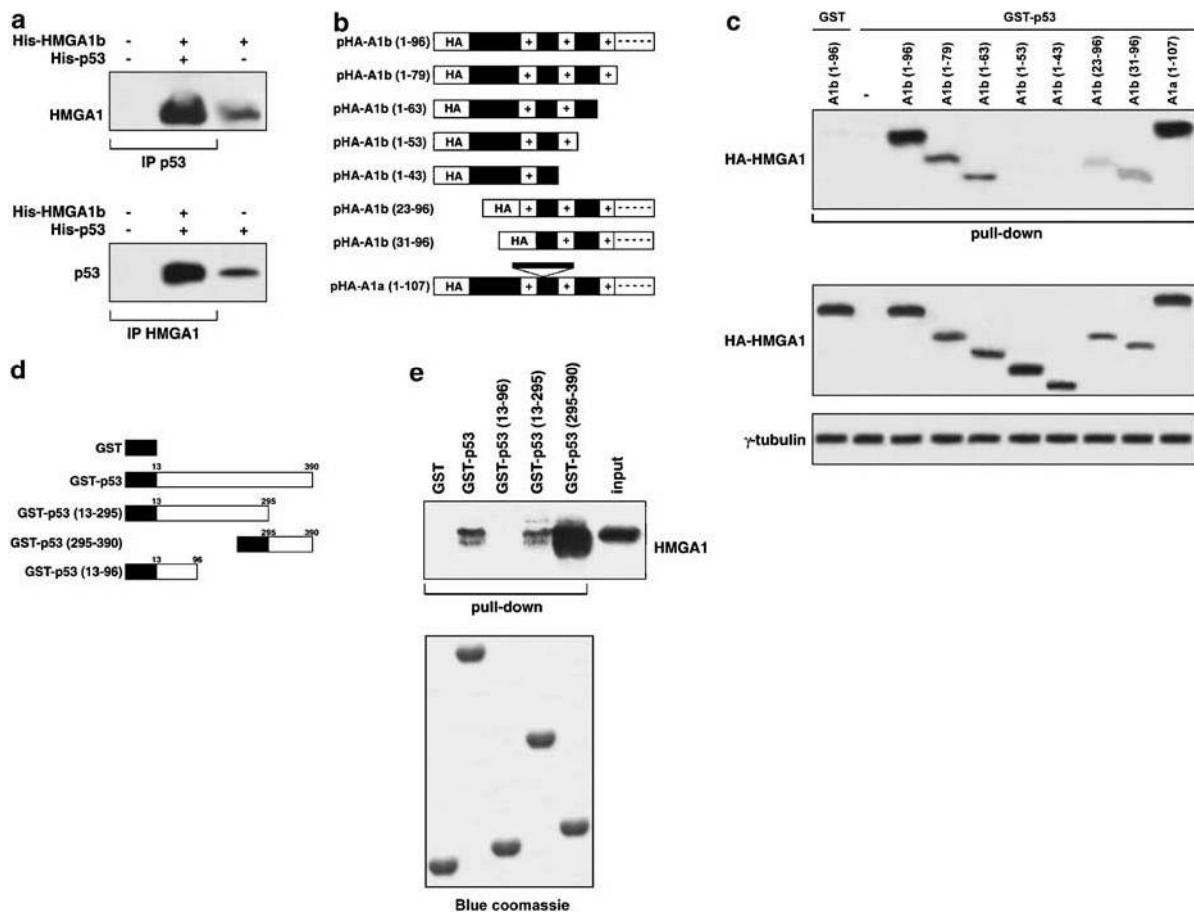 a
His-HMGA1b - + +
His-p53 - + -
HMGA1
IP p53
His-HMGA1b - + -
His-p53 - + +
p53
IP HMGA1
b
pHA-A1b (1-96) HA + + + -----
pHA-A1b (1-79) HA + + +
pHA-A1b (1-63) HA + +
pHA-A1b (1-53) HA + +
pHA-A1b (1-43) HA +
pHA-A1b (23-96) HA + + + -----
pHA-A1b (31-96) HA + + -----
pHA-A1a (1-107) HA + + + -----
c
GST GST-p53
A1b (1-96) - A1b (1-96) A1b (1-79) A1b (1-63) A1b (1-53) A1b (1-43) A1b (23-96) A1b (31-96) A1a (1-107)
HA-HMGA1
pull-down
HA-HMGA1
γ-tubulin
d
GST
GST-p53 13 390
GST-p53 (13-295) 13 295
GST-p53 (295-390) 295 390
GST-p53 (13-96) 13 96
e
GST GST-p53 GST-p53 (13-96) GST-p53 (13-295) GST-p53 (295-390) input
HMGA1
pull-down
Blue coomassie